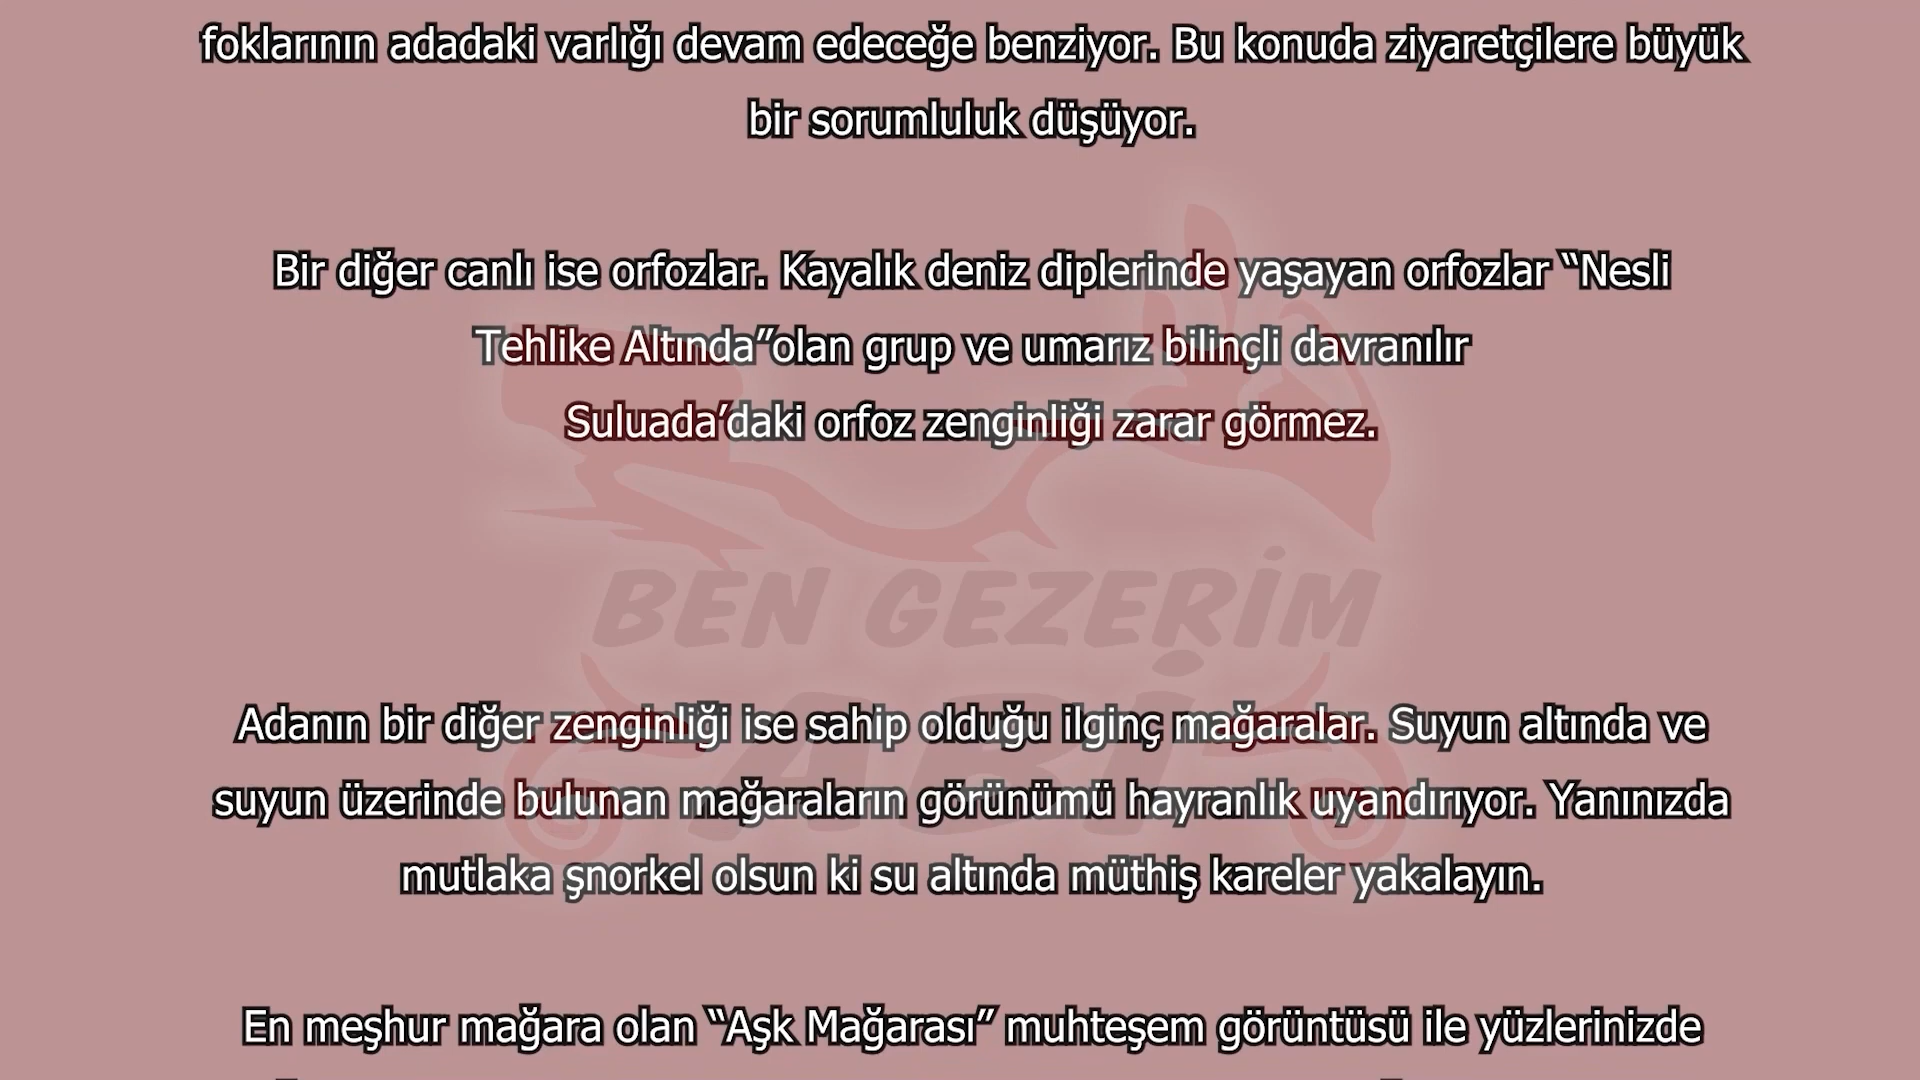 foklarının adadaki varlığı devam edeceğe benziyor. Bu konuda ziyaretçilere büyük
bir sorumluluk düşüyor.
Bir diğer canlı ise orfozlar. Kayalık deniz diplerinde yaşayan orfozlar “Nesli
Tehlike Altında”olan grup ve umarız bilinçli davranılır
Suluada’daki orfoz zenginliği zarar görmez.
BEN GEZERİM
ABİ
Adanın bir diğer zenginliği ise sahip olduğu ilginç mağaralar. Suyun altında ve
suyun üzerinde bulunan mağaraların görünümü hayranlık uyandırıyor. Yanınızda
mutlaka şnorkel olsun ki su altında müthiş kareler yakalayın.
En meşhur mağara olan “Aşk Mağarası” muhteşem görüntüsü ile yüzlerinizde